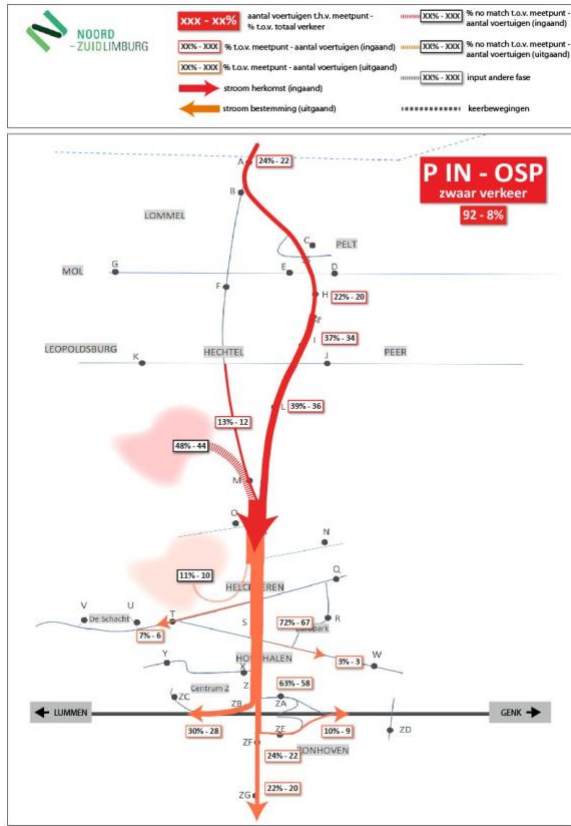 NOORD
-ZUIDLIMBURG
xxx - xx%
aantal voertuigen t.h.v. meetpunt -
% t.o.v. totaal verkeer
XX% - XXX
% t.o.v. meetpunt - aantal voertuigen (ingaand)
XX% - XXX
% t.o.v. meetpunt - aantal voertuigen (uitgaand)
stroom herkomst (ingaand)
stroom bestemming (uitgaand)
XX% - XXX
% no match t.o.v. meetpunt -
aantal voertuigen (ingaand)
XX% - XXX
% no match t.o.v. meetpunt -
aantal voertuigen (uitgaand)
XX% - XXX
input andere fase
keerbewegingen
P IN - OSP
zwaar verkeer
92 - 8%
A
24% - 22
B
LOMMEL
C
PELT
MOL
G
E
D
F
H
22% - 20
I
37% - 34
LEOPOLDSBURG
HECHTEL
PEER
K
J
L
39% - 36
13% - 12
48% - 44
M
O
N
11% - 10
HELCHTEREN
Q
V
U
T
De Schacht
S
72% - 67
R
7% - 6
3% - 3
W
Y
X
Z
63% - 58
ZC
Centrum Z
ZB
ZA
LUMMEN
GENK
30% - 28
ZE
10% - 9
ZD
ZF
ZONHOVEN
24% - 22
22% - 20
ZG